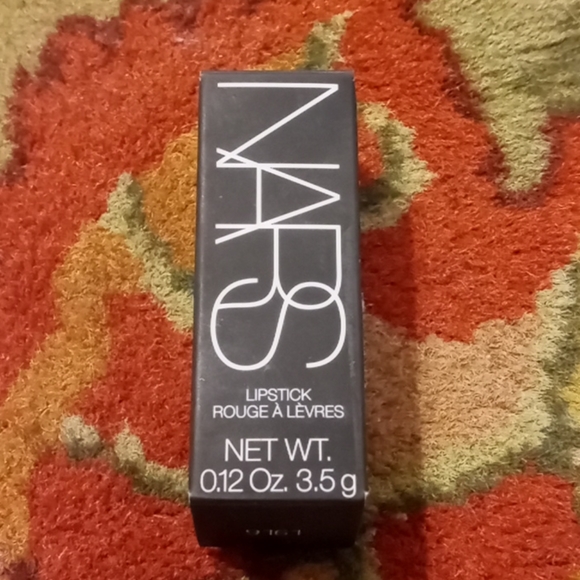 NARS
LIPSTICK
ROUGE À LÈVRES
NET WT.
0.12 Oz. 3.5 g